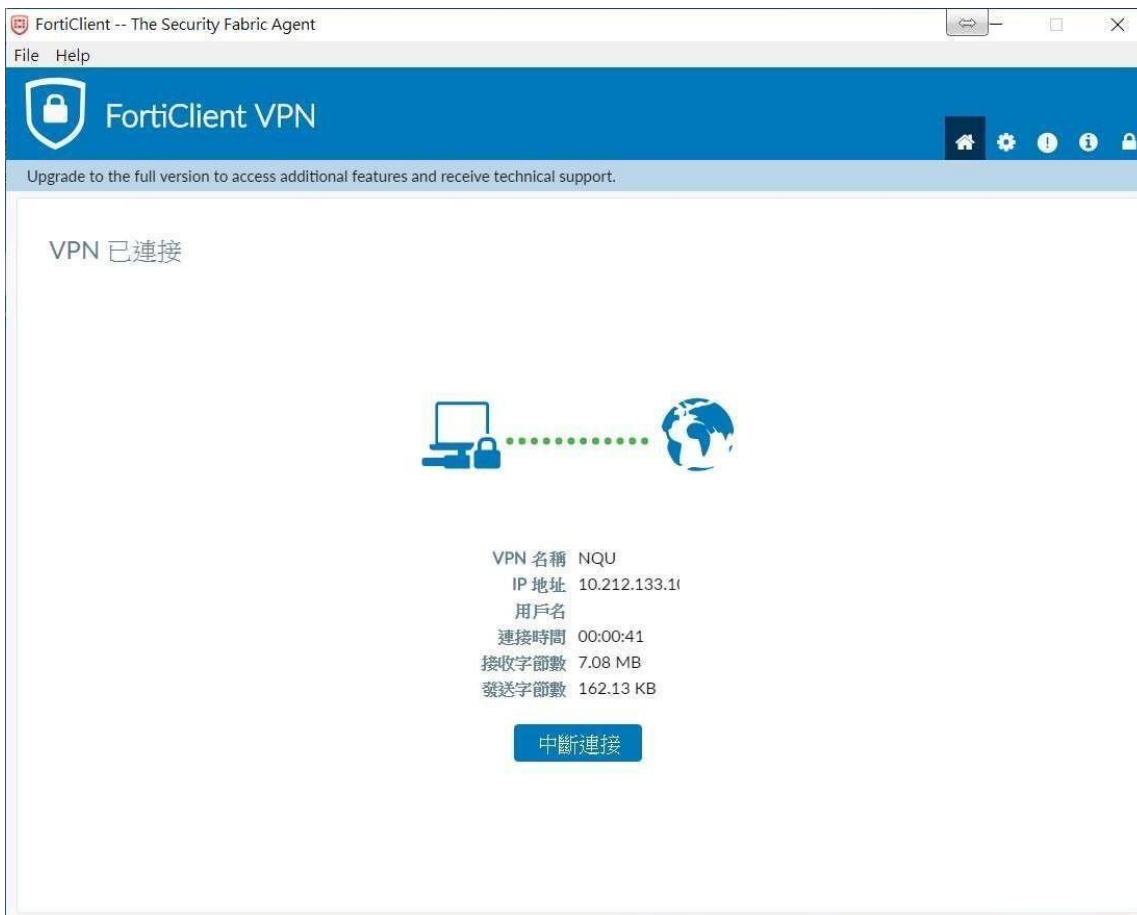 FortiClient -- The Security Fabric Agent
File Help
FortiClient VPN
Upgrade to the full version to access additional features and receive technical support.
VPN 已連接
VPN 名稱 NQU
IP 地址 10.212.133.1
用戶名
連接時間 00:00:41
接收字節數 7.08 MB
發送字節數 162.13 KB
中斷連接